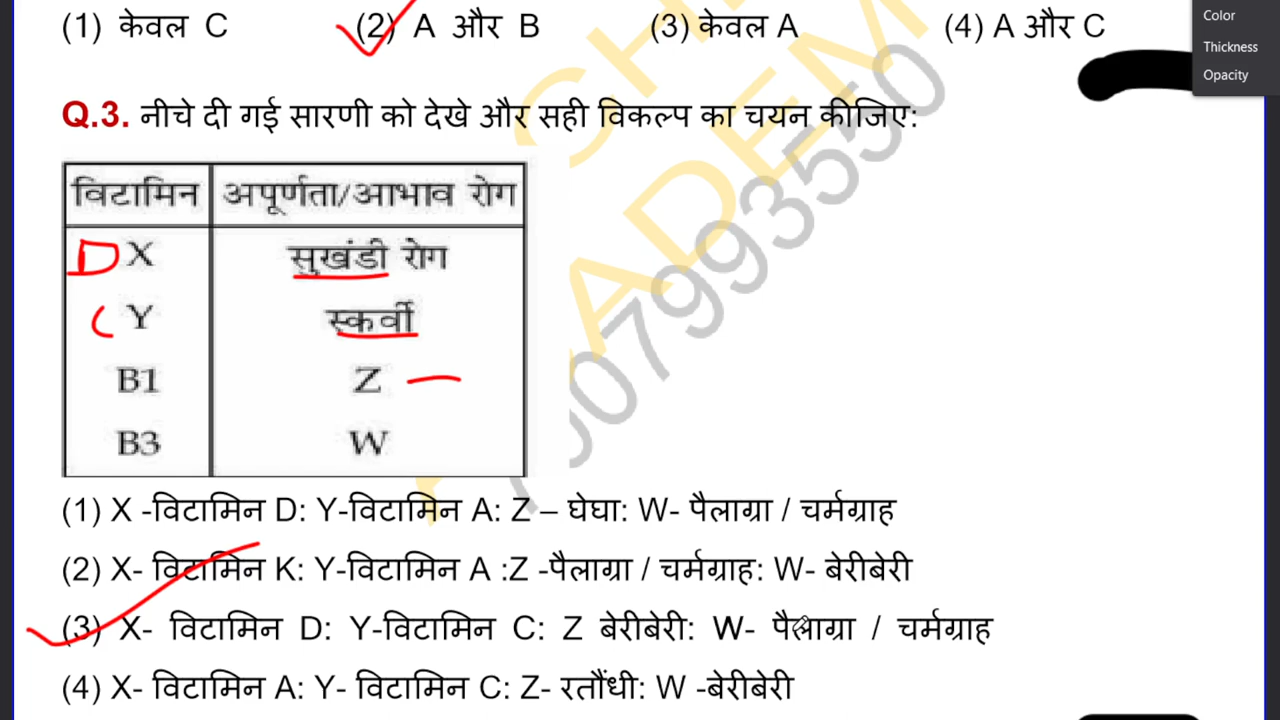 (1) केवल C (2) A और B (3) केवल A (4) A और C
Color
Thickness
Opacity
Q.3. नीचे दी गई सारणी को देखे और सही विकल्प का चयन कीजिए:
विटामिन अपूर्णता/आभाव रोग
D X सुखंडी रोग
C Y स्कर्वी
B1 Z
B3 W
(1) X -विटामिन D: Y-विटामिन A: Z – घेघा: W- पैलाग्रा / चर्मग्राह
(2) X- विटामिन K: Y-विटामिन A :Z -पैलाग्रा / चर्मग्राह: W- बेरीबेरी
(3) X- विटामिन D: Y-विटामिन C: Z बेरीबेरी: W- पैलाग्रा / चर्मग्राह
(4) X- विटामिन A: Y- विटामिन C: Z- रतौंधी: W -बेरीबेरी